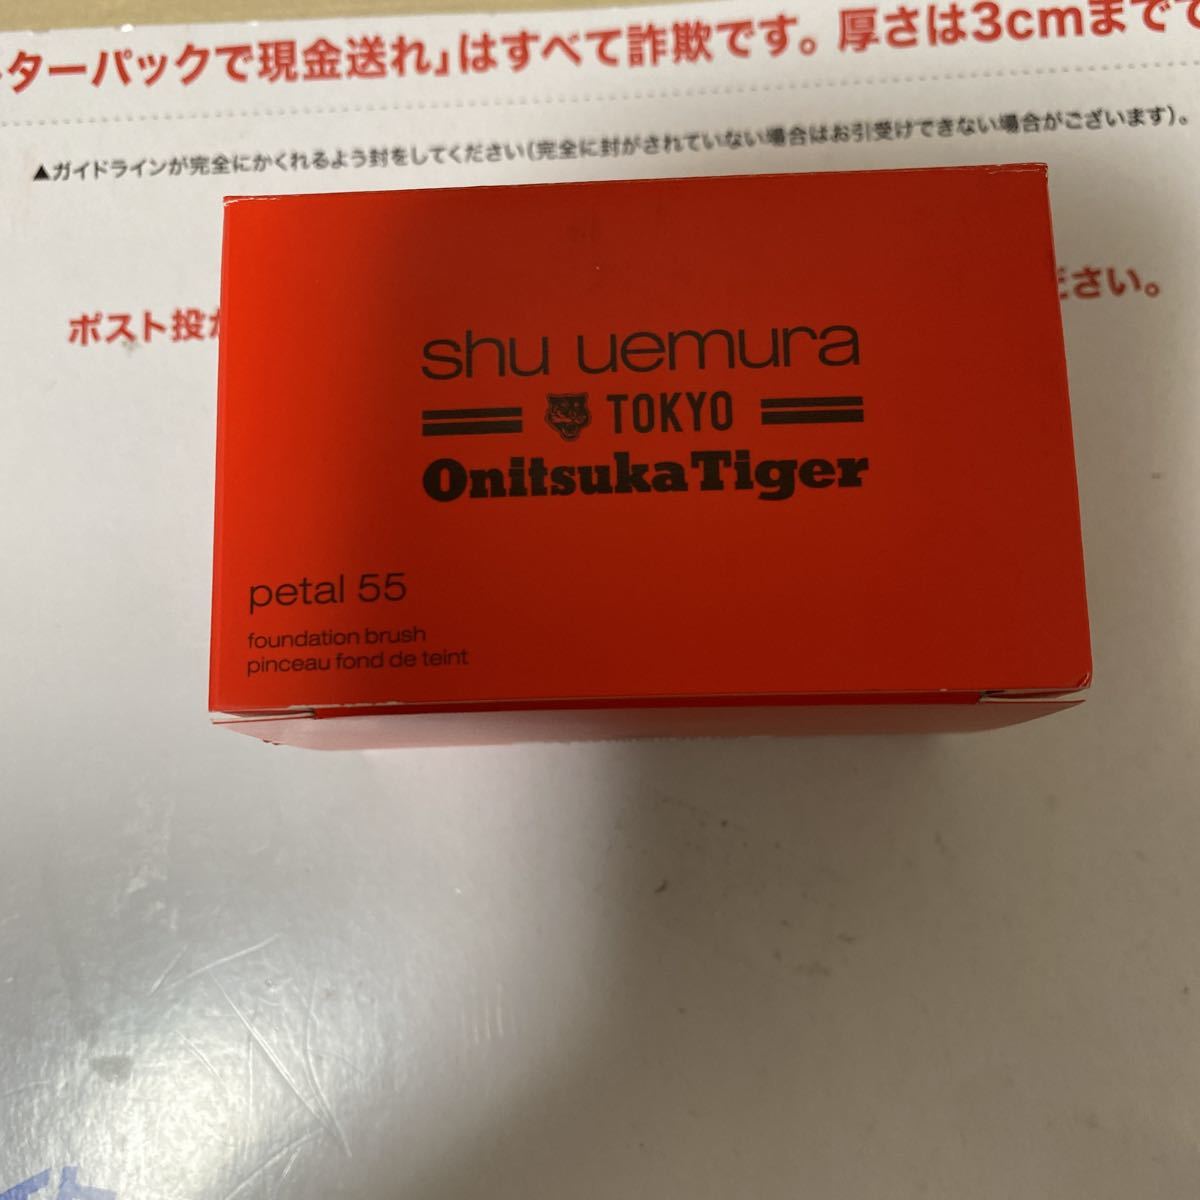 ターパックで現金送れ」はすべて詐欺です。厚さは3cmまでで
▲ガイドラインが完全にかくれるよう封をしてください(完全に封がされていない場合はお引受けできない場合がございます)。
ポスト投
ださい。
shu uemura
TOKYO
OnitsukaTiger
petal 55
foundation brush
pinceau fond de teint